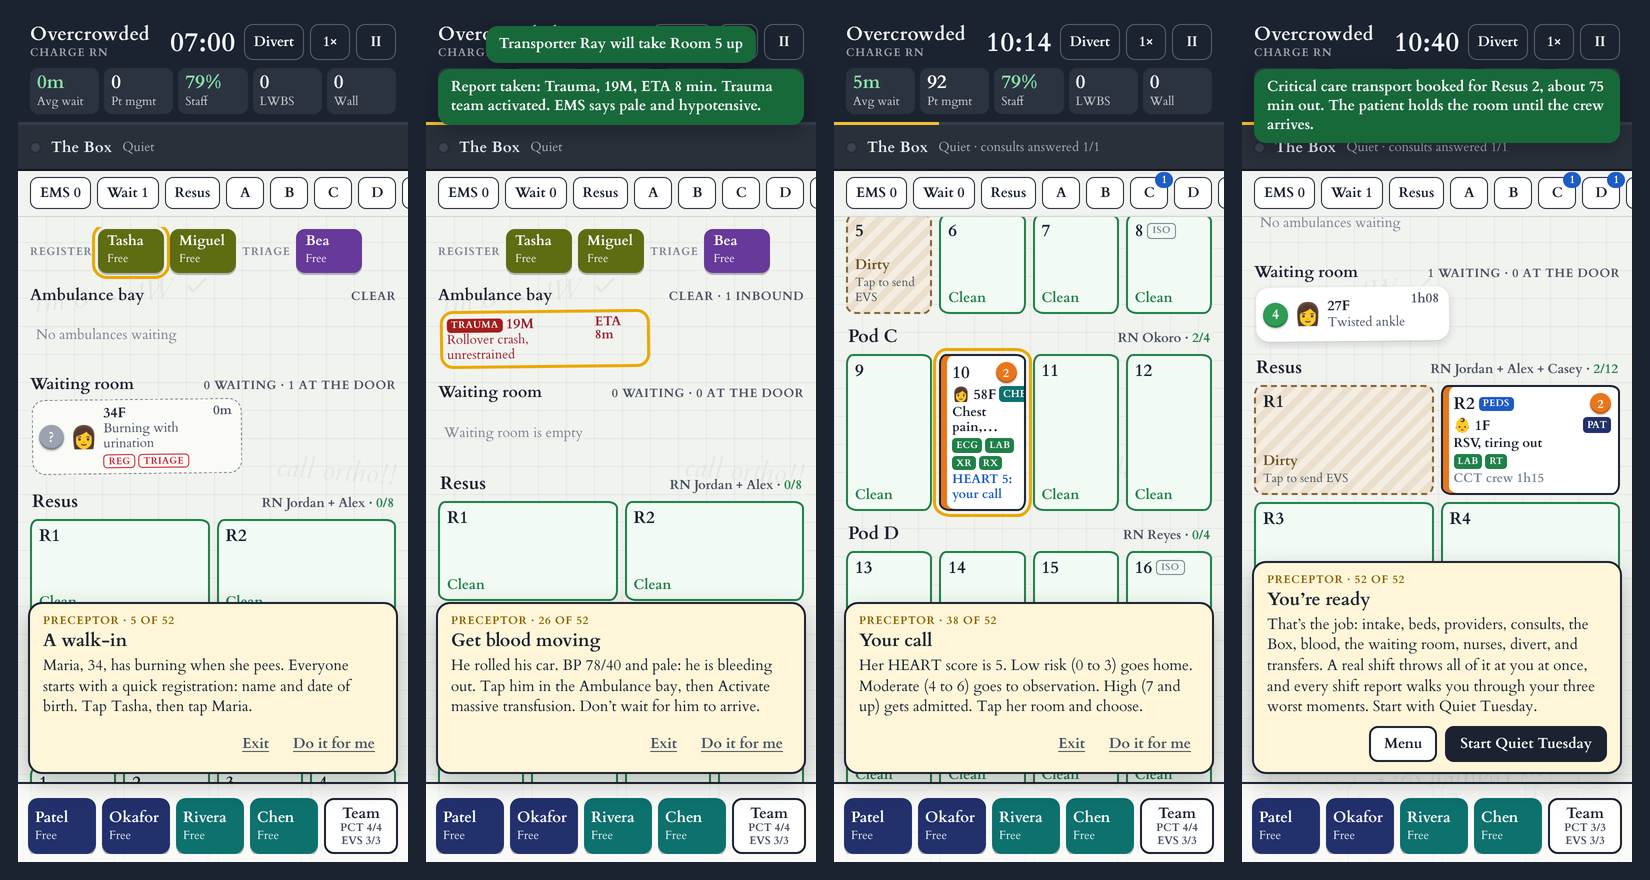 Overcrowded
CHARGE RN
07:00
Divert
1×
II
0m
Avg wait
0
Pt mgmt
79%
Staff
0
LWBS
0
Wall
The Box Quiet
EMS 0
Wait 1
Resus
A
B
C
D
REGISTER
Tasha
Free
Miguel
Free
TRIAGE
Bea
Free
Ambulance bay
CLEAR
No ambulances waiting
Waiting room
0 WAITING · 1 AT THE DOOR
?
34F
0m
Burning with
urination
REG TRIAGE
call ortho!!
Resus
RN Jordan + Alex · 0/8
R1
Clean
R2
Clean
PRECEPTOR · 5 OF 52
A walk-in
Maria, 34, has burning when she pees. Everyone
starts with a quick registration: name and date of
birth. Tap Tasha, then tap Maria.
Exit
Do it for me
1
2
3
4
Patel
Free
Okafor
Free
Rivera
Free
Chen
Free
Team
PCT 4/4
EVS 3/3
Transporter Ray will take Room 5 up
II
Report taken: Trauma, 19M, ETA 8 min. Trauma
team activated. EMS says pale and hypotensive.
The Box Quiet
EMS 0
Wait 0
Resus
A
B
C
D
REGISTER
Tasha
Free
Miguel
Free
TRIAGE
Bea
Free
Ambulance bay
CLEAR · 1 INBOUND
TRAUMA 19M
ETA
8m
Rollover crash,
unrestrained
Waiting room
0 WAITING · 0 AT THE DOOR
Waiting room is empty
call ortho!!
Resus
RN Jordan + Alex · 0/8
R1
Clean
R2
Clean
PRECEPTOR · 26 OF 52
Get blood moving
He rolled his car. BP 78/40 and pale: he is bleeding
out. Tap him in the Ambulance bay, then Activate
massive transfusion. Don't wait for him to arrive.
Exit
Do it for me
Patel
Free
Okafor
Free
Rivera
Free
Chen
Free
Team
PCT 4/4
EVS 3/3
Overcrowded
CHARGE RN
10:14
Divert
1×
II
5m
Avg wait
92
Pt mgmt
79%
Staff
0
LWBS
0
Wall
The Box Quiet · consults answered 1/1
EMS 0
Wait 0
Resus
A
B
C
1
D
5
Dirty
Tap to send
EVS
6
Clean
7
Clean
8 ISO
Clean
Pod C
RN Okoro · 2/4
9
Clean
10
2
58F
Chest
pain,…
ECG LAB
XR RX
HEART 5:
your call
11
Clean
12
Clean
Pod D
RN Reyes · 0/4
13
14
15
16 ISO
PRECEPTOR · 38 OF 52
Your call
Her HEART score is 5. Low risk (0 to 3) goes home.
Moderate (4 to 6) goes to observation. High (7 and
up) gets admitted. Tap her room and choose.
Exit
Do it for me
Clean
Clean
Clean
Clean
Patel
Free
Okafor
Free
Rivera
Free
Chen
Free
Team
PCT 4/4
EVS 3/3
Overcrowded
CHARGE RN
10:40
Divert
1×
II
Critical care transport booked for Resus 2, about 75
min out. The patient holds the room until the crew
arrives.
The Box Quiet · consults answered 1/1
EMS 0
Wait 1
Resus
A
B
C
1
D
1
No ambulances waiting
Waiting room
1 WAITING · 0 AT THE DOOR
4
27F
1h08
Twisted ankle
Resus
RN Jordan + Alex + Casey · 2/12
R1
Dirty
Tap to send EVS
R2 PEDS
2
1F
PAT
RSV, tiring out
LAB RT
CCT crew 1h15
R3
R4
PRECEPTOR · 52 OF 52
You're ready
That's the job: intake, beds, providers, consults, the
Box, blood, the waiting room, nurses, divert, and
transfers. A real shift throws all of it at you at once,
and every shift report walks you through your three
worst moments. Start with Quiet Tuesday.
Menu
Start Quiet Tuesday
Patel
Free
Okafor
Free
Rivera
Free
Chen
Free
Team
PCT 3/3
EVS 3/3